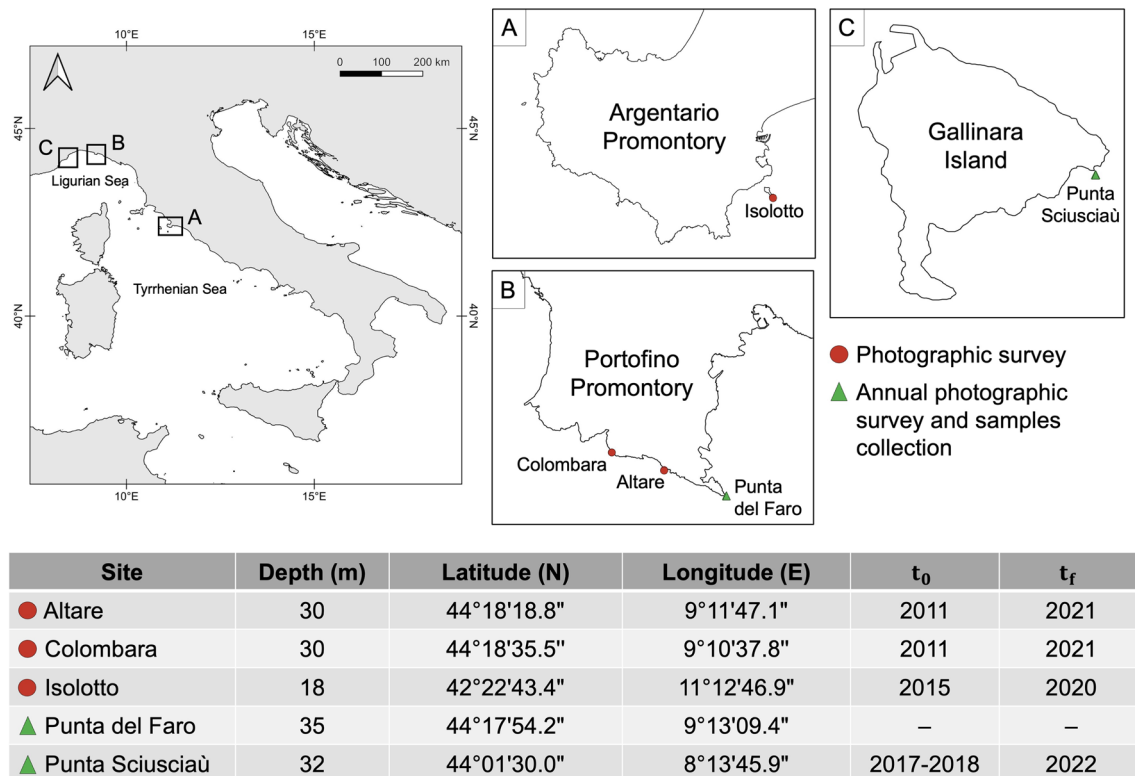 10°E
15°E
0
100
200 km
45°N
45°N
C
B
Ligurian Sea
A
Tyrrhenian Sea
40°N
40°N
10°E
15°E
A
Argentario
Promontory
Isolotto
B
Portofino
Promontory
Colombara
Altare
Punta
del Faro
C
Gallinara
Island
Punta
Sciusciaù
Photographic survey
Annual photographic
survey and samples
collection
Site Depth (m) Latitude (N) Longitude (E) t₀ t_f
Altare 30 44°18'18.8" 9°11'47.1" 2011 2021
Colombara 30 44°18'35.5" 9°10'37.8" 2011 2021
Isolotto 18 42°22'43.4" 11°12'46.9" 2015 2020
Punta del Faro 35 44°17'54.2" 9°13'09.4" – –
Punta Sciusciaù 32 44°01'30.0" 8°13'45.9" 2017-2018 2022